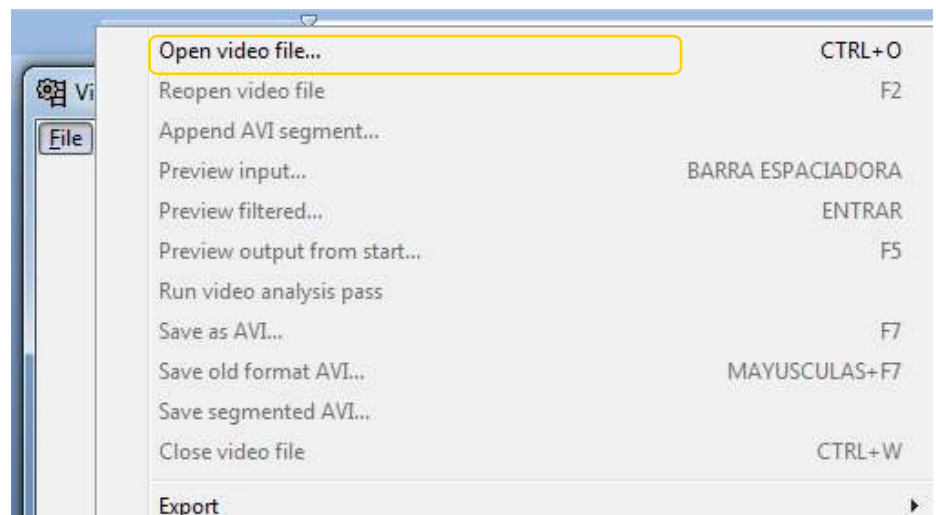 Open video file... CTRL+O
Vi
Reopen video file F2
File
Append AVI segment...
Preview input... BARRA ESPACIADORA
Preview filtered... ENTRAR
Preview output from start... F5
Run video analysis pass
Save as AVI... F7
Save old format AVI... MAYUSCULAS+F7
Save segmented AVI...
Close video file CTRL+W
Export